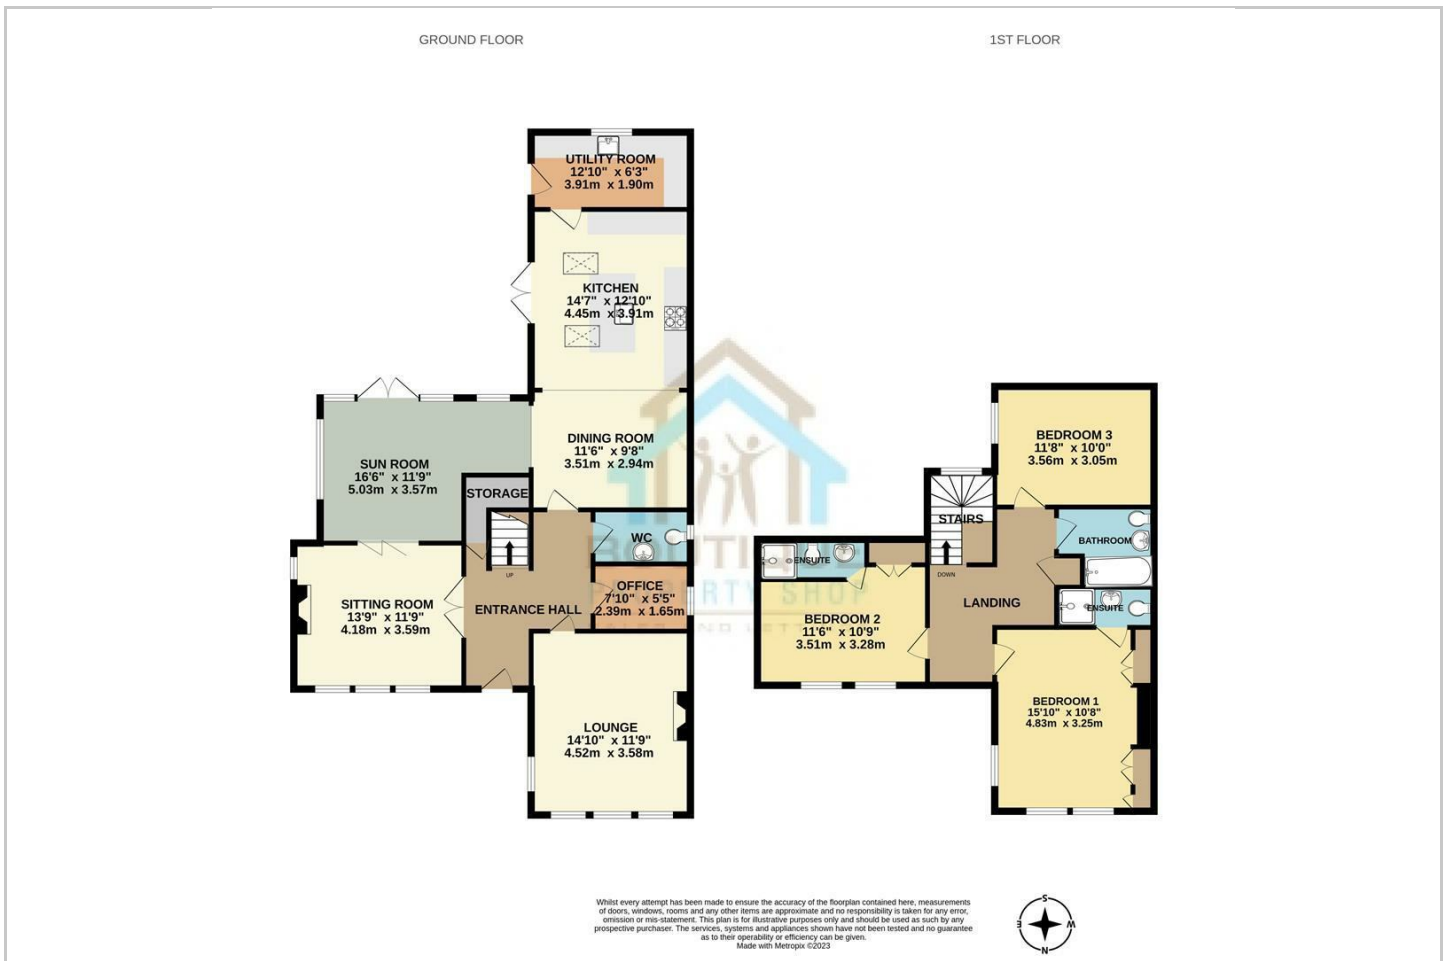 GROUND FLOOR
1ST FLOOR
UTILITY ROOM
12'10" x 6'3"
3.91m x 1.90m
KITCHEN
14'7" x 12'10"
4.45m x 3.91m
DINING ROOM
11'6" x 9'8"
3.51m x 2.94m
SUN ROOM
16'6" x 11'9"
5.03m x 3.57m
STORAGE
WC
UP
OFFICE
7'10" x 5'5"
2.39m x 1.65m
SITTING ROOM
13'9" x 11'9"
4.18m x 3.59m
ENTRANCE HALL
LOUNGE
14'10" x 11'9"
4.52m x 3.58m
BEDROOM 3
11'8" x 10'0"
3.56m x 3.05m
STAIRS
BATHROOM
ENSUITE
DOWN
LANDING
ENSUITE
BEDROOM 2
11'6" x 10'9"
3.51m x 3.28m
BEDROOM 1
15'10" x 10'8"
4.83m x 3.25m
BOUTIQUE
PROPERTY SHOP
Whilst every attempt has been made to ensure the accuracy of the floorplan contained here, measurements
of doors, windows, rooms and any other items are approximate and no responsibility is taken for any error,
omission or mis-statement. This plan is for illustrative purposes only and should be used as such by any
prospective purchaser. The services, systems and appliances shown have not been tested and no guarantee
as to their operability or efficiency can be given.
Made with Metropix ©2023
S
E W
N